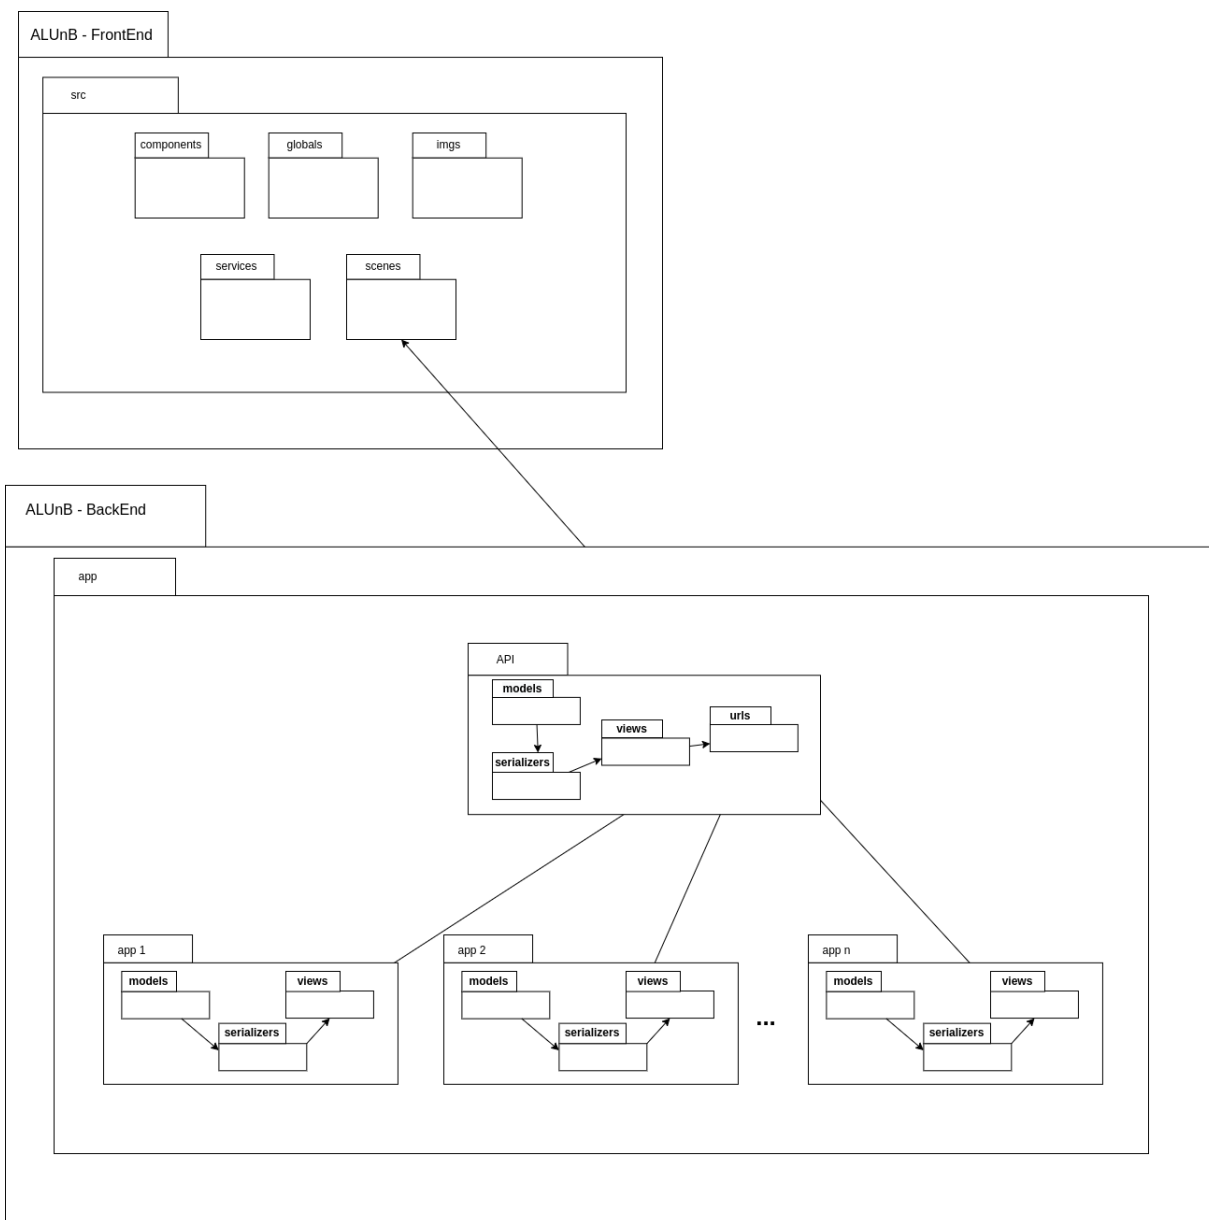 ALUnB - FrontEnd
src
components
globals
imgs
services
scenes
ALUnB - BackEnd
app
API
models
views
urls
serializers
app 1
models
views
serializers
app 2
models
views
serializers
...
app n
models
views
serializers